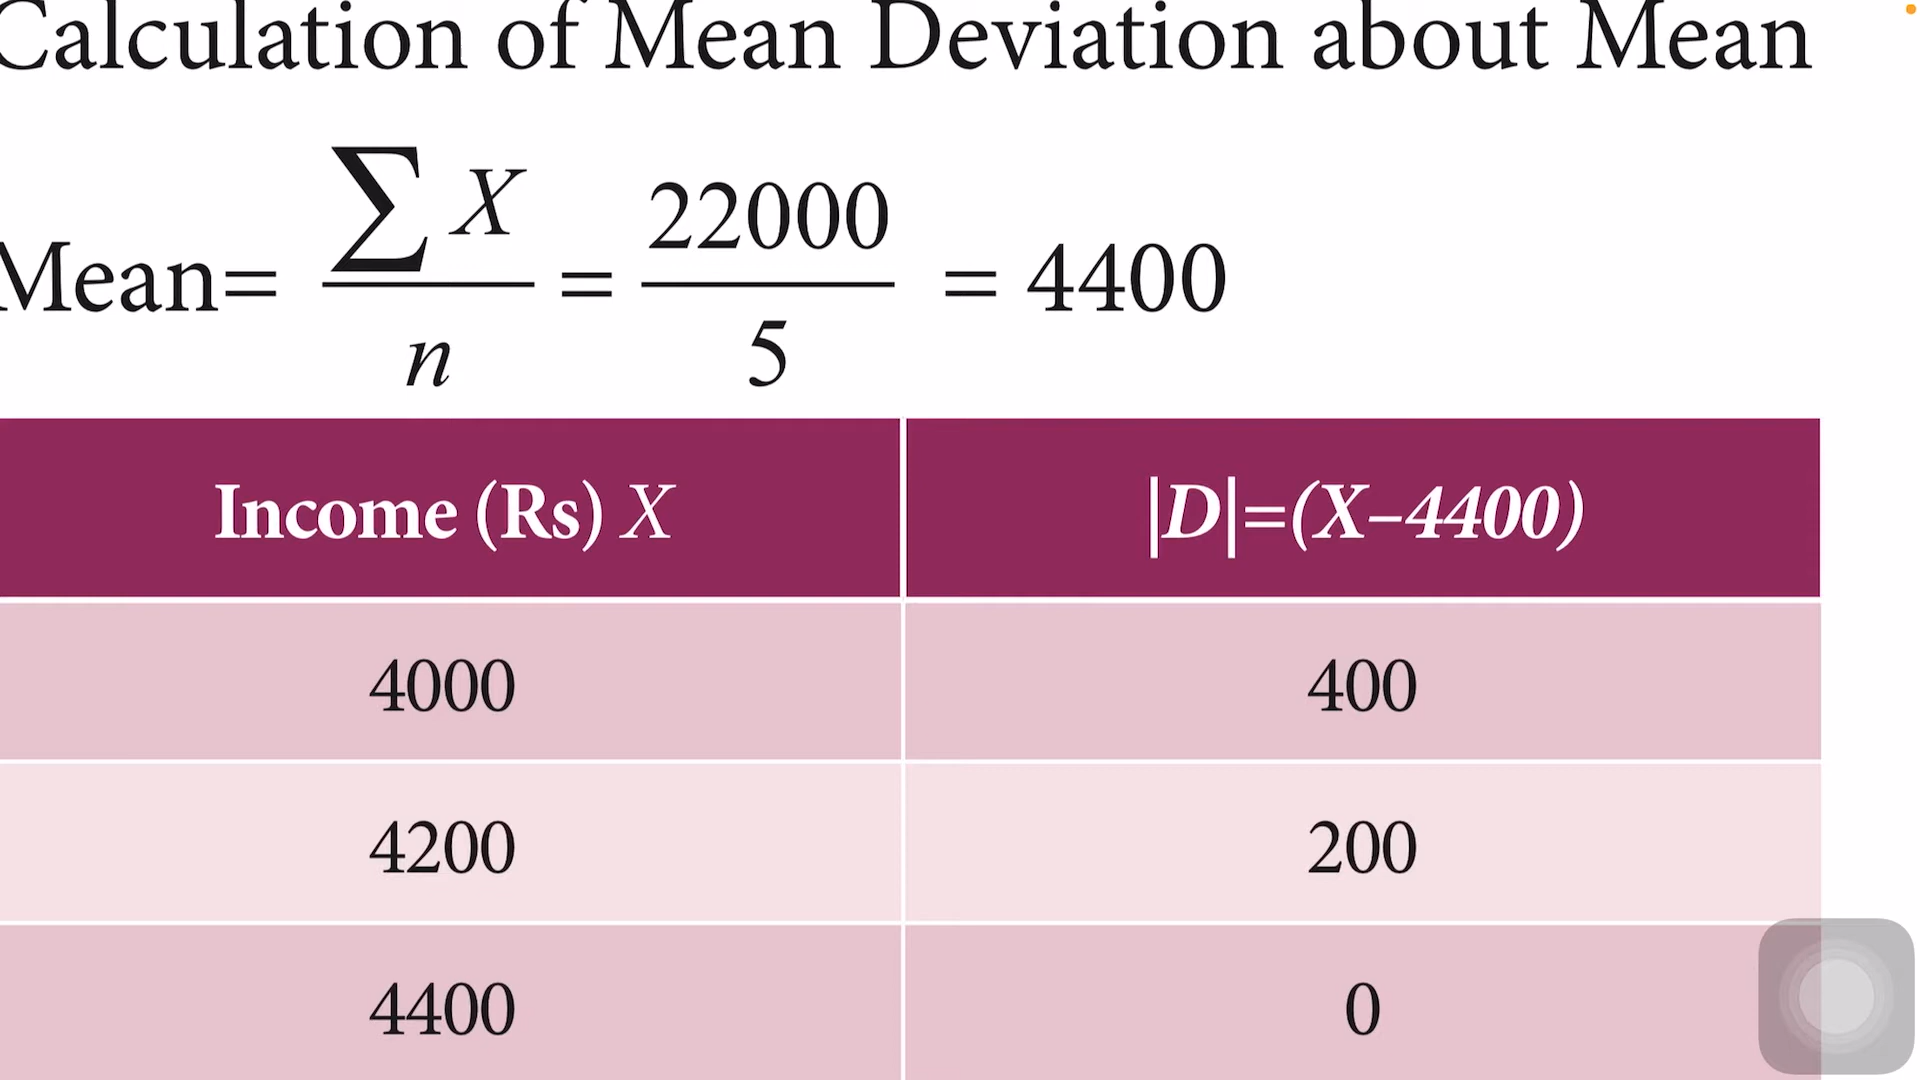 Calculation of Mean Deviation about Mean
Mean= ∑ X / n = 22000 / 5 = 4400
Income (Rs) X |D|=(X–4400)
4000 400
4200 200
4400 0